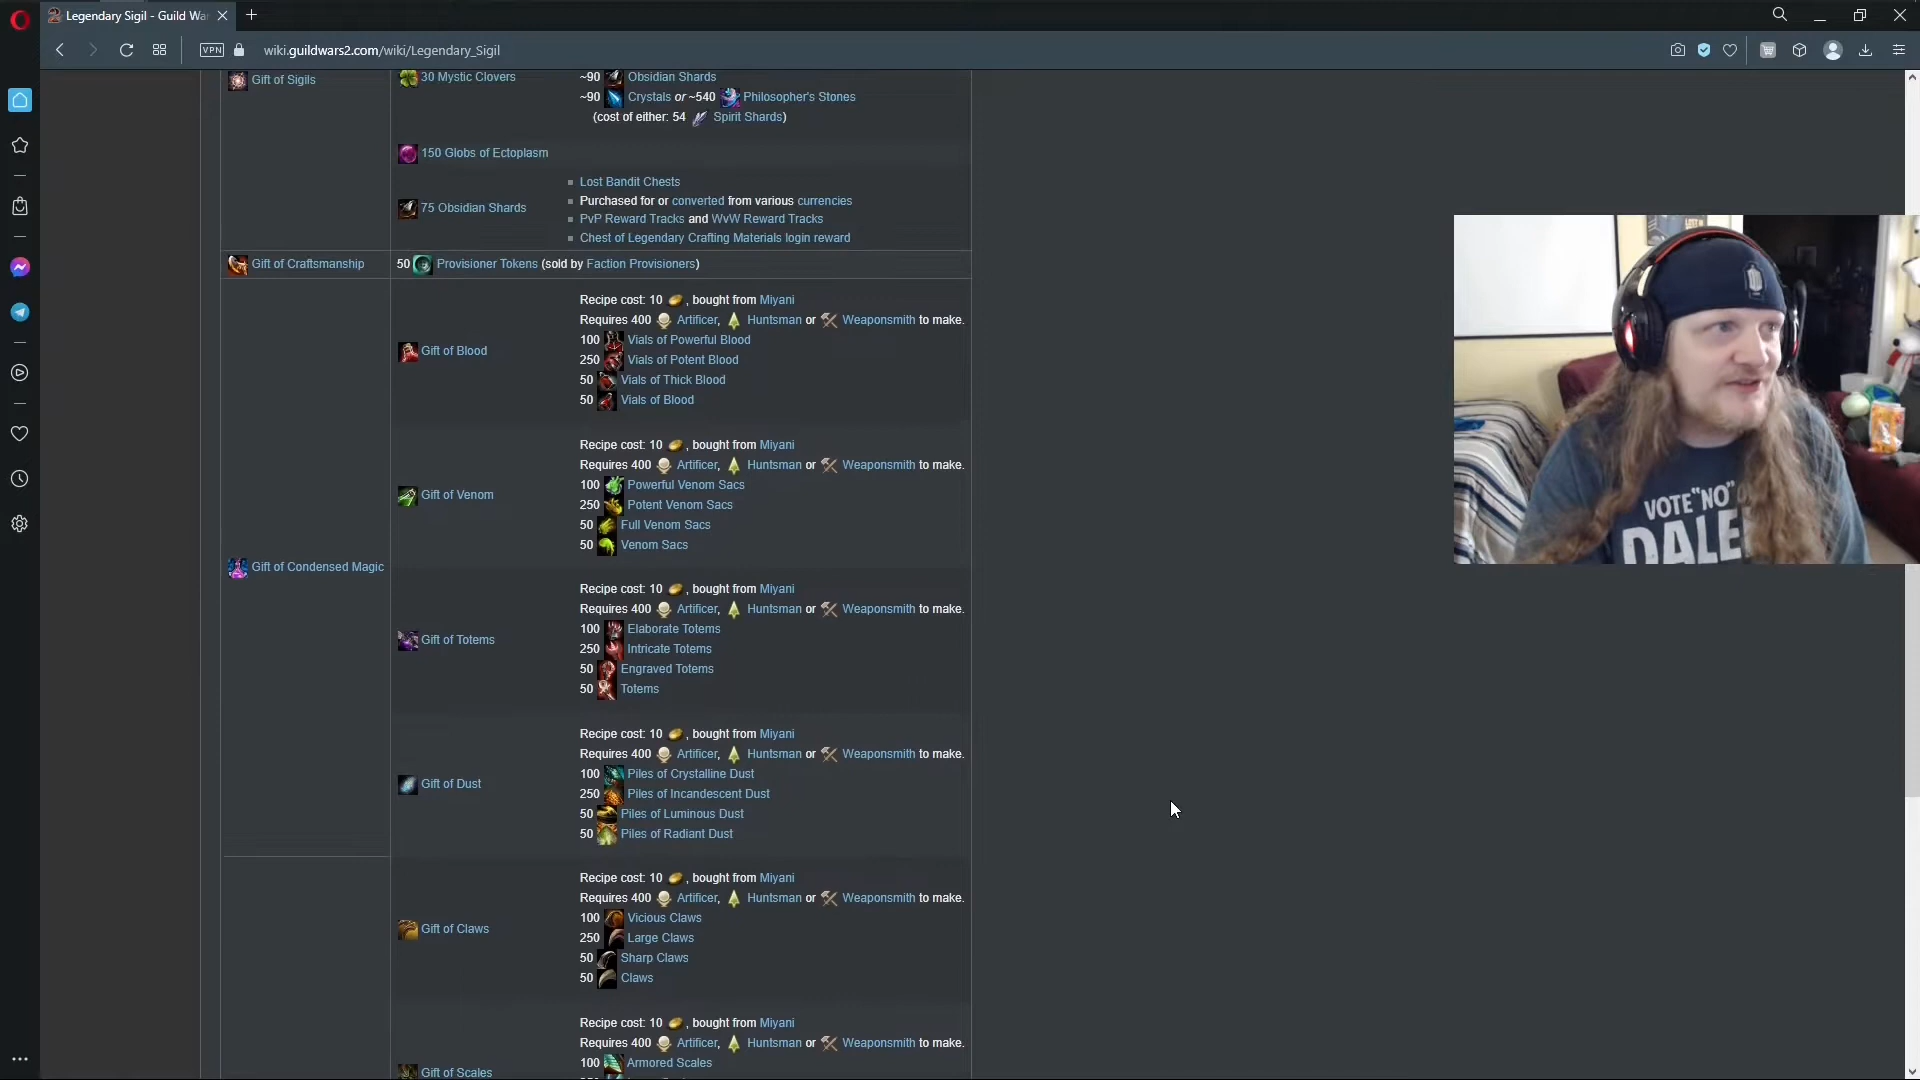 Legendary Sigil - Guild Wa
VPN
wiki.guildwars2.com/wiki/Legendary_Sigil
Gift of Sigils
30 Mystic Clovers
~90 Obsidian Shards
~90 Crystals or ~540 Philosopher's Stones
(cost of either: 54 Spirit Shards)
150 Globs of Ectoplasm
75 Obsidian Shards
Lost Bandit Chests
Purchased for or converted from various currencies
PvP Reward Tracks and WvW Reward Tracks
Chest of Legendary Crafting Materials login reward
Gift of Craftsmanship
50 Provisioner Tokens (sold by Faction Provisioners)
Gift of Condensed Magic
Gift of Blood
Recipe cost: 10 , bought from Miyani
Requires 400 Artificer, Huntsman or Weaponsmith to make.
100 Vials of Powerful Blood
250 Vials of Potent Blood
50 Vials of Thick Blood
50 Vials of Blood
Gift of Venom
Recipe cost: 10 , bought from Miyani
Requires 400 Artificer, Huntsman or Weaponsmith to make.
100 Powerful Venom Sacs
250 Potent Venom Sacs
50 Full Venom Sacs
50 Venom Sacs
Gift of Totems
Recipe cost: 10 , bought from Miyani
Requires 400 Artificer, Huntsman or Weaponsmith to make.
100 Elaborate Totems
250 Intricate Totems
50 Engraved Totems
50 Totems
Gift of Dust
Recipe cost: 10 , bought from Miyani
Requires 400 Artificer, Huntsman or Weaponsmith to make.
100 Piles of Crystalline Dust
250 Piles of Incandescent Dust
50 Piles of Luminous Dust
50 Piles of Radiant Dust
Gift of Claws
Recipe cost: 10 , bought from Miyani
Requires 400 Artificer, Huntsman or Weaponsmith to make.
100 Vicious Claws
250 Large Claws
50 Sharp Claws
50 Claws
Gift of Scales
Recipe cost: 10 , bought from Miyani
Requires 400 Artificer, Huntsman or Weaponsmith to make.
100 Armored Scales
VOTE "NO"
DALE